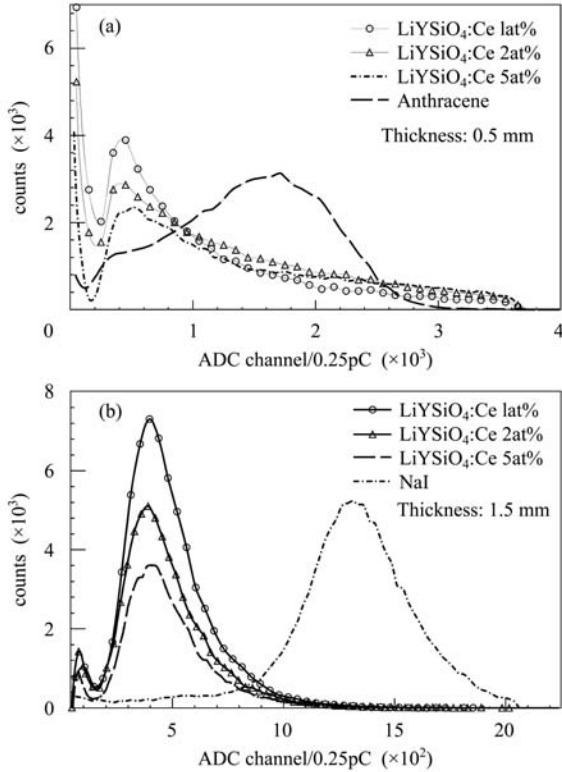 (a)
LiYSiO₄:Ce lat%
LiYSiO₄:Ce 2at%
LiYSiO₄:Ce 5at%
Anthracene
Thickness: 0.5 mm
counts (×10³)
6
4
2
0
1
2
3
4
ADC channel/0.25pC (×10³)
(b)
LiYSiO₄:Ce lat%
LiYSiO₄:Ce 2at%
LiYSiO₄:Ce 5at%
NaI
Thickness: 1.5 mm
counts (×10³)
8
6
4
2
0
5
10
15
20
ADC channel/0.25pC (×10²)